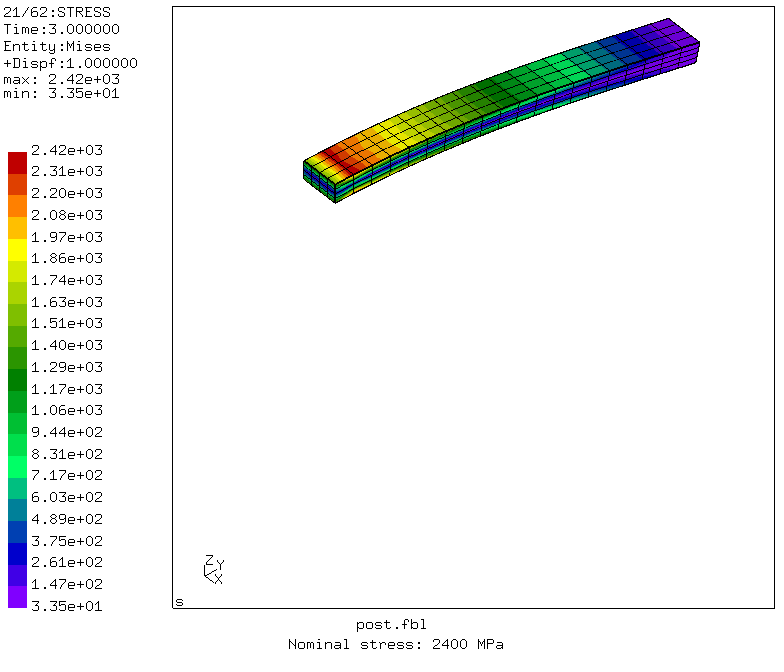 21/62:STRESS
Time:3.000000
Entity:Mises
+Dispf:1.000000
max: 2.42e+03
min: 3.35e+01
2.42e+03
2.31e+03
2.20e+03
2.08e+03
1.97e+03
1.86e+03
1.74e+03
1.63e+03
1.51e+03
1.40e+03
1.29e+03
1.17e+03
1.06e+03
9.44e+02
8.31e+02
7.17e+02
6.03e+02
4.89e+02
3.75e+02
2.61e+02
1.47e+02
3.35e+01
Z
Y
X
s
post.fbl
Nominal stress: 2400 MPa